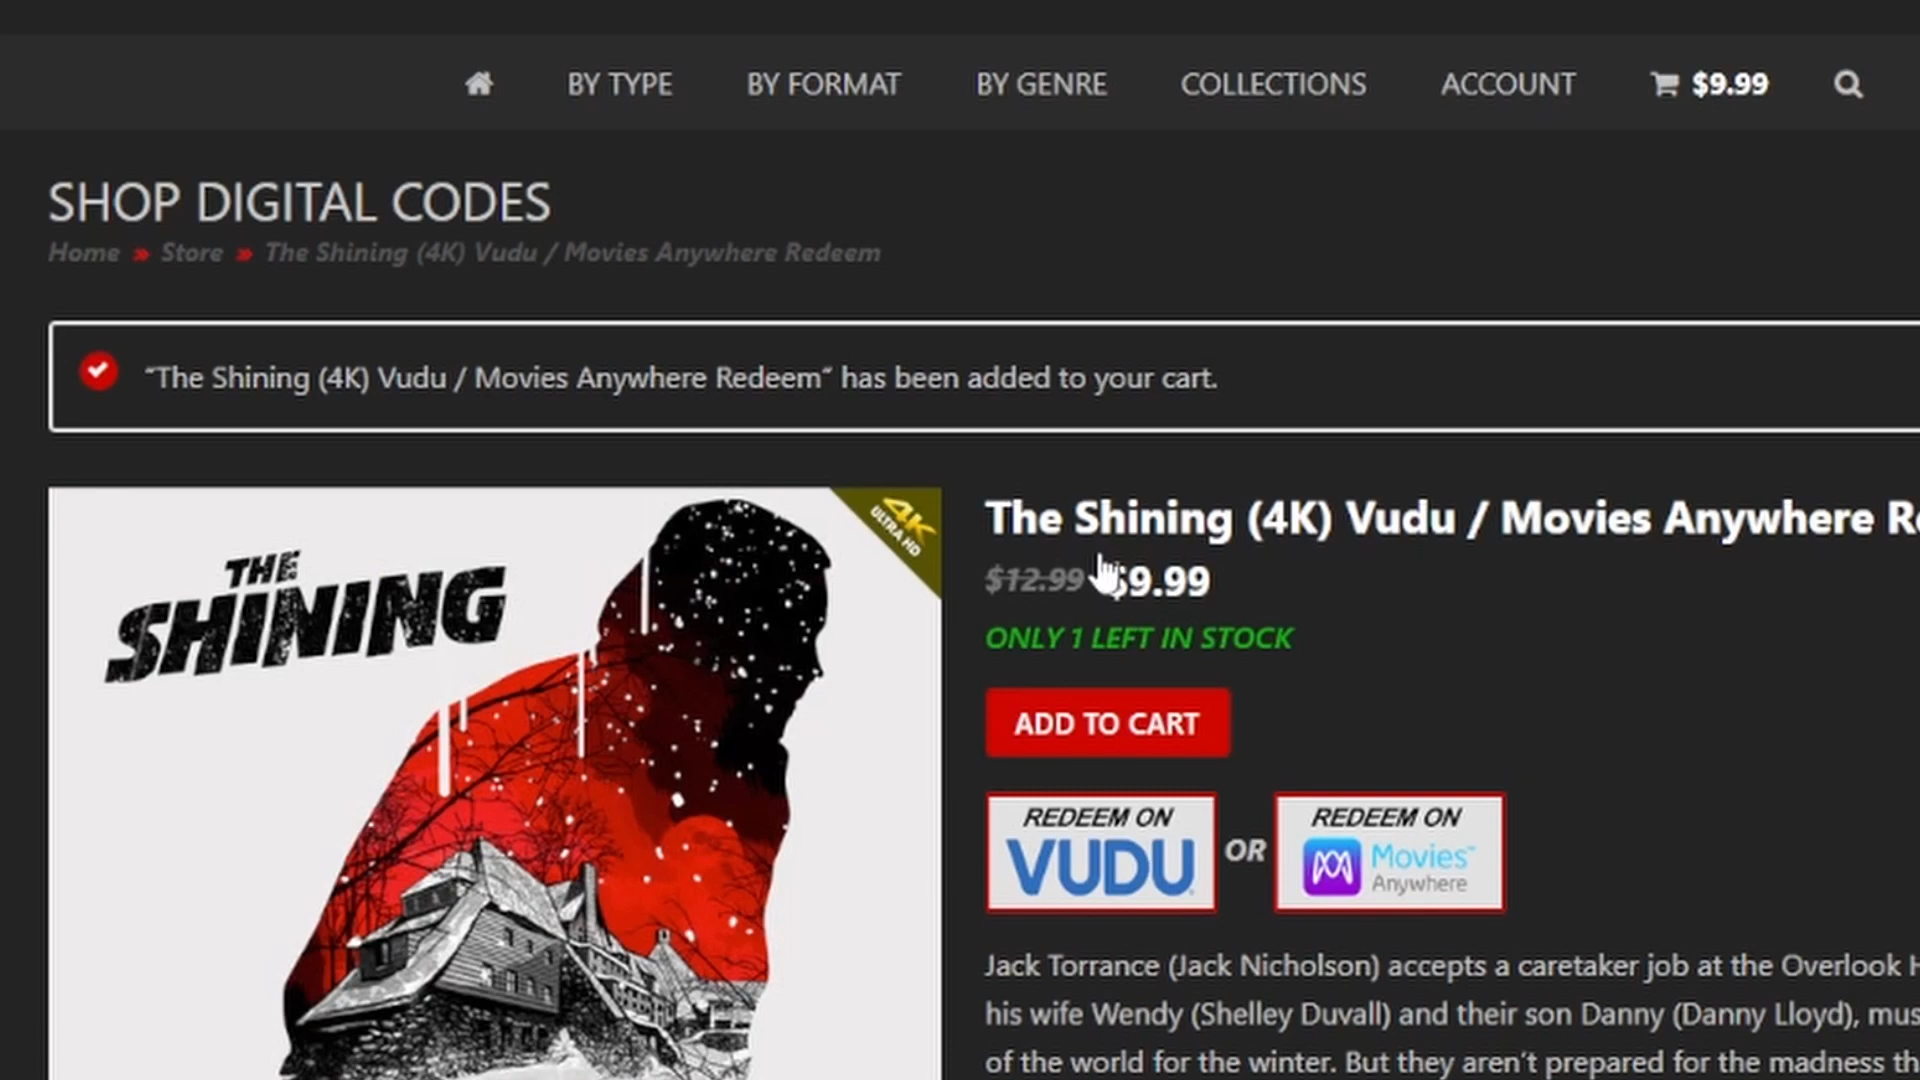 BY TYPE BY FORMAT BY GENRE COLLECTIONS ACCOUNT $9.99
SHOP DIGITAL CODES
Home » Store » The Shining (4K) Vudu / Movies Anywhere Redeem
“The Shining (4K) Vudu / Movies Anywhere Redeem” has been added to your cart.
THE
SHINING
4K
ULTRA HD
The Shining (4K) Vudu / Movies Anywhere
$12.99 $9.99
ONLY 1 LEFT IN STOCK
ADD TO CART
REDEEM ON
VUDU
OR
REDEEM ON
Movies™
Anywhere
Jack Torrance (Jack Nicholson) accepts a caretaker job at the Overlook
his wife Wendy (Shelley Duvall) and their son Danny (Danny Lloyd),
of the world for the winter. But they aren’t prepared for the madness